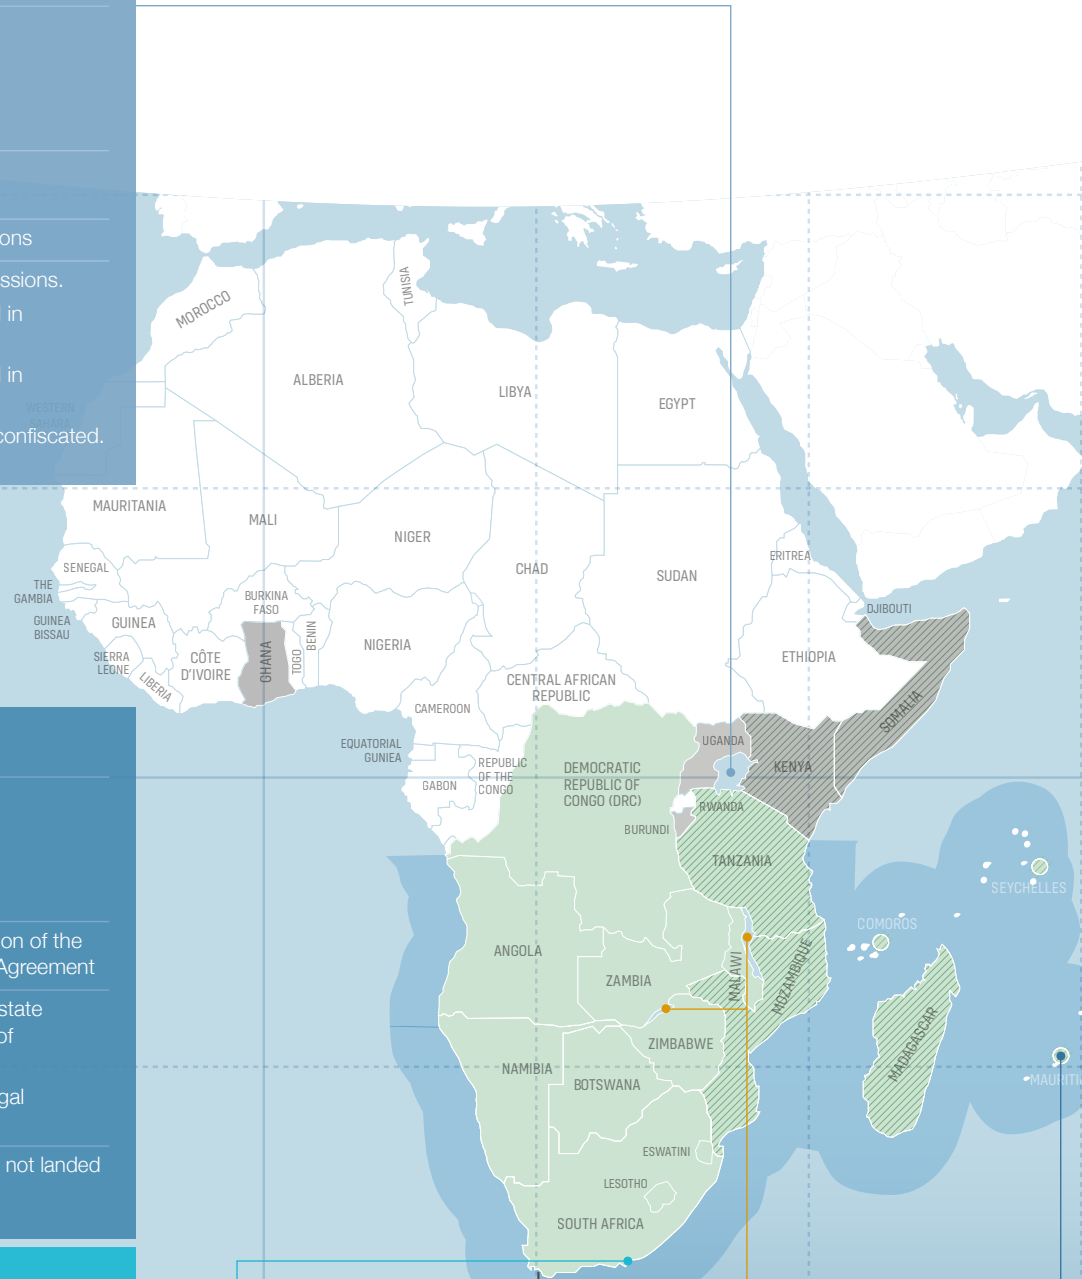 ons
ssions.
in
in
confiscated.
on of the
Agreement
state
of
gal
not landed
MOROCCO
TUNISIA
ALBERIA
LIBYA
EGYPT
WESTERN
SAHARA
MAURITANIA
MALI
NIGER
CHAD
SUDAN
ERITREA
SENEGAL
THE
GAMBIA
GUINEA
BISSAU
GUINEA
BURKINA
FASO
BENIN
DJIBOUTI
SIERRA
LEONE
LIBERIA
CÔTE
D'IVOIRE
GHANA
TOGO
NIGERIA
ETHIOPIA
CENTRAL AFRICAN
REPUBLIC
CAMEROON
SOMALIA
EQUATORIAL
GUNIEA
GABON
REPUBLIC
OF THE
CONGO
DEMOCRATIC
REPUBLIC OF
CONGO (DRC)
UGANDA
KENYA
RWANDA
BURUNDI
TANZANIA
SEYCHELLES
COMOROS
ANGOLA
ZAMBIA
MALAWI
MOZAMBIQUE
MADAGASCAR
ZIMBABWE
NAMIBIA
BOTSWANA
MAURITI
ESWATINI
LESOTHO
SOUTH AFRICA